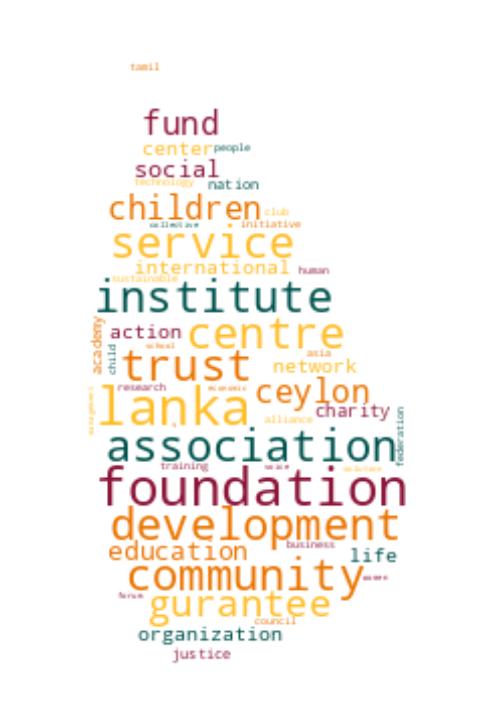 tamil
fund
center people
social
technology nation
children club
collective initiative
service
international human
sustainable
institute
academy action centre
school
child trust asia
network
research economic ceylon
management lanka charity
alliance
association federation
training voice solution
foundation
development
education business life
community women
forum gurantee
council
organization
justice